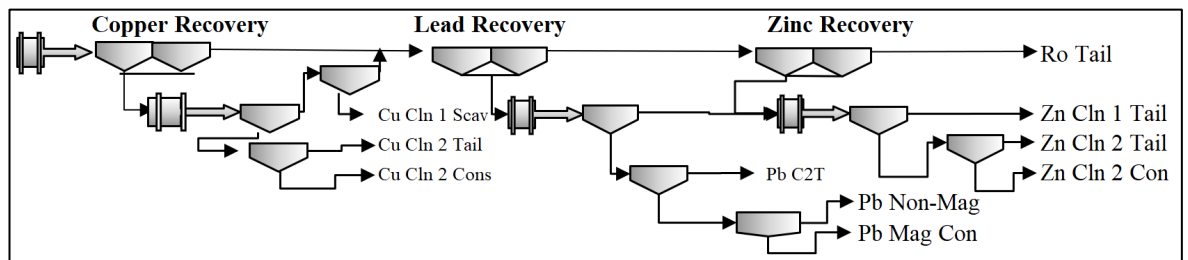 Copper Recovery
Lead Recovery
Zinc Recovery
Ro Tail
Cu Cln 1 Scav
Zn Cln 1 Tail
Cu Cln 2 Tail
Zn Cln 2 Tail
Cu Cln 2 Cons
Pb C2T
Zn Cln 2 Con
Pb Non-Mag
Pb Mag Con